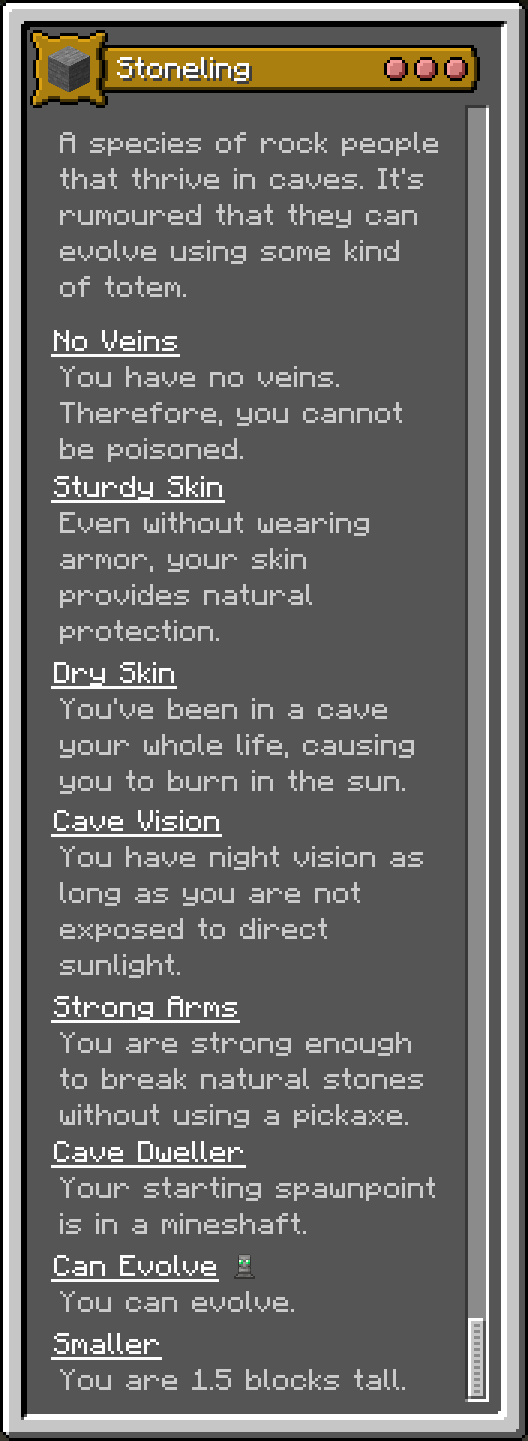 Stoneling
A species of rock people
that thrive in caves. It's
rumoured that they can
evolve using some kind
of totem.
No Veins
You have no veins.
Therefore, you cannot
be poisoned.
Sturdy Skin
Even without wearing
armor, your skin
provides natural
protection.
Dry Skin
You've been in a cave
your whole life, causing
you to burn in the sun.
Cave Vision
You have night vision as
long as you are not
exposed to direct
sunlight.
Strong Arms
You are strong enough
to break natural stones
without using a pickaxe.
Cave Dweller
Your starting spawnpoint
is in a mineshaft.
Can Evolve
You can evolve.
Smaller
You are 1.5 blocks tall.